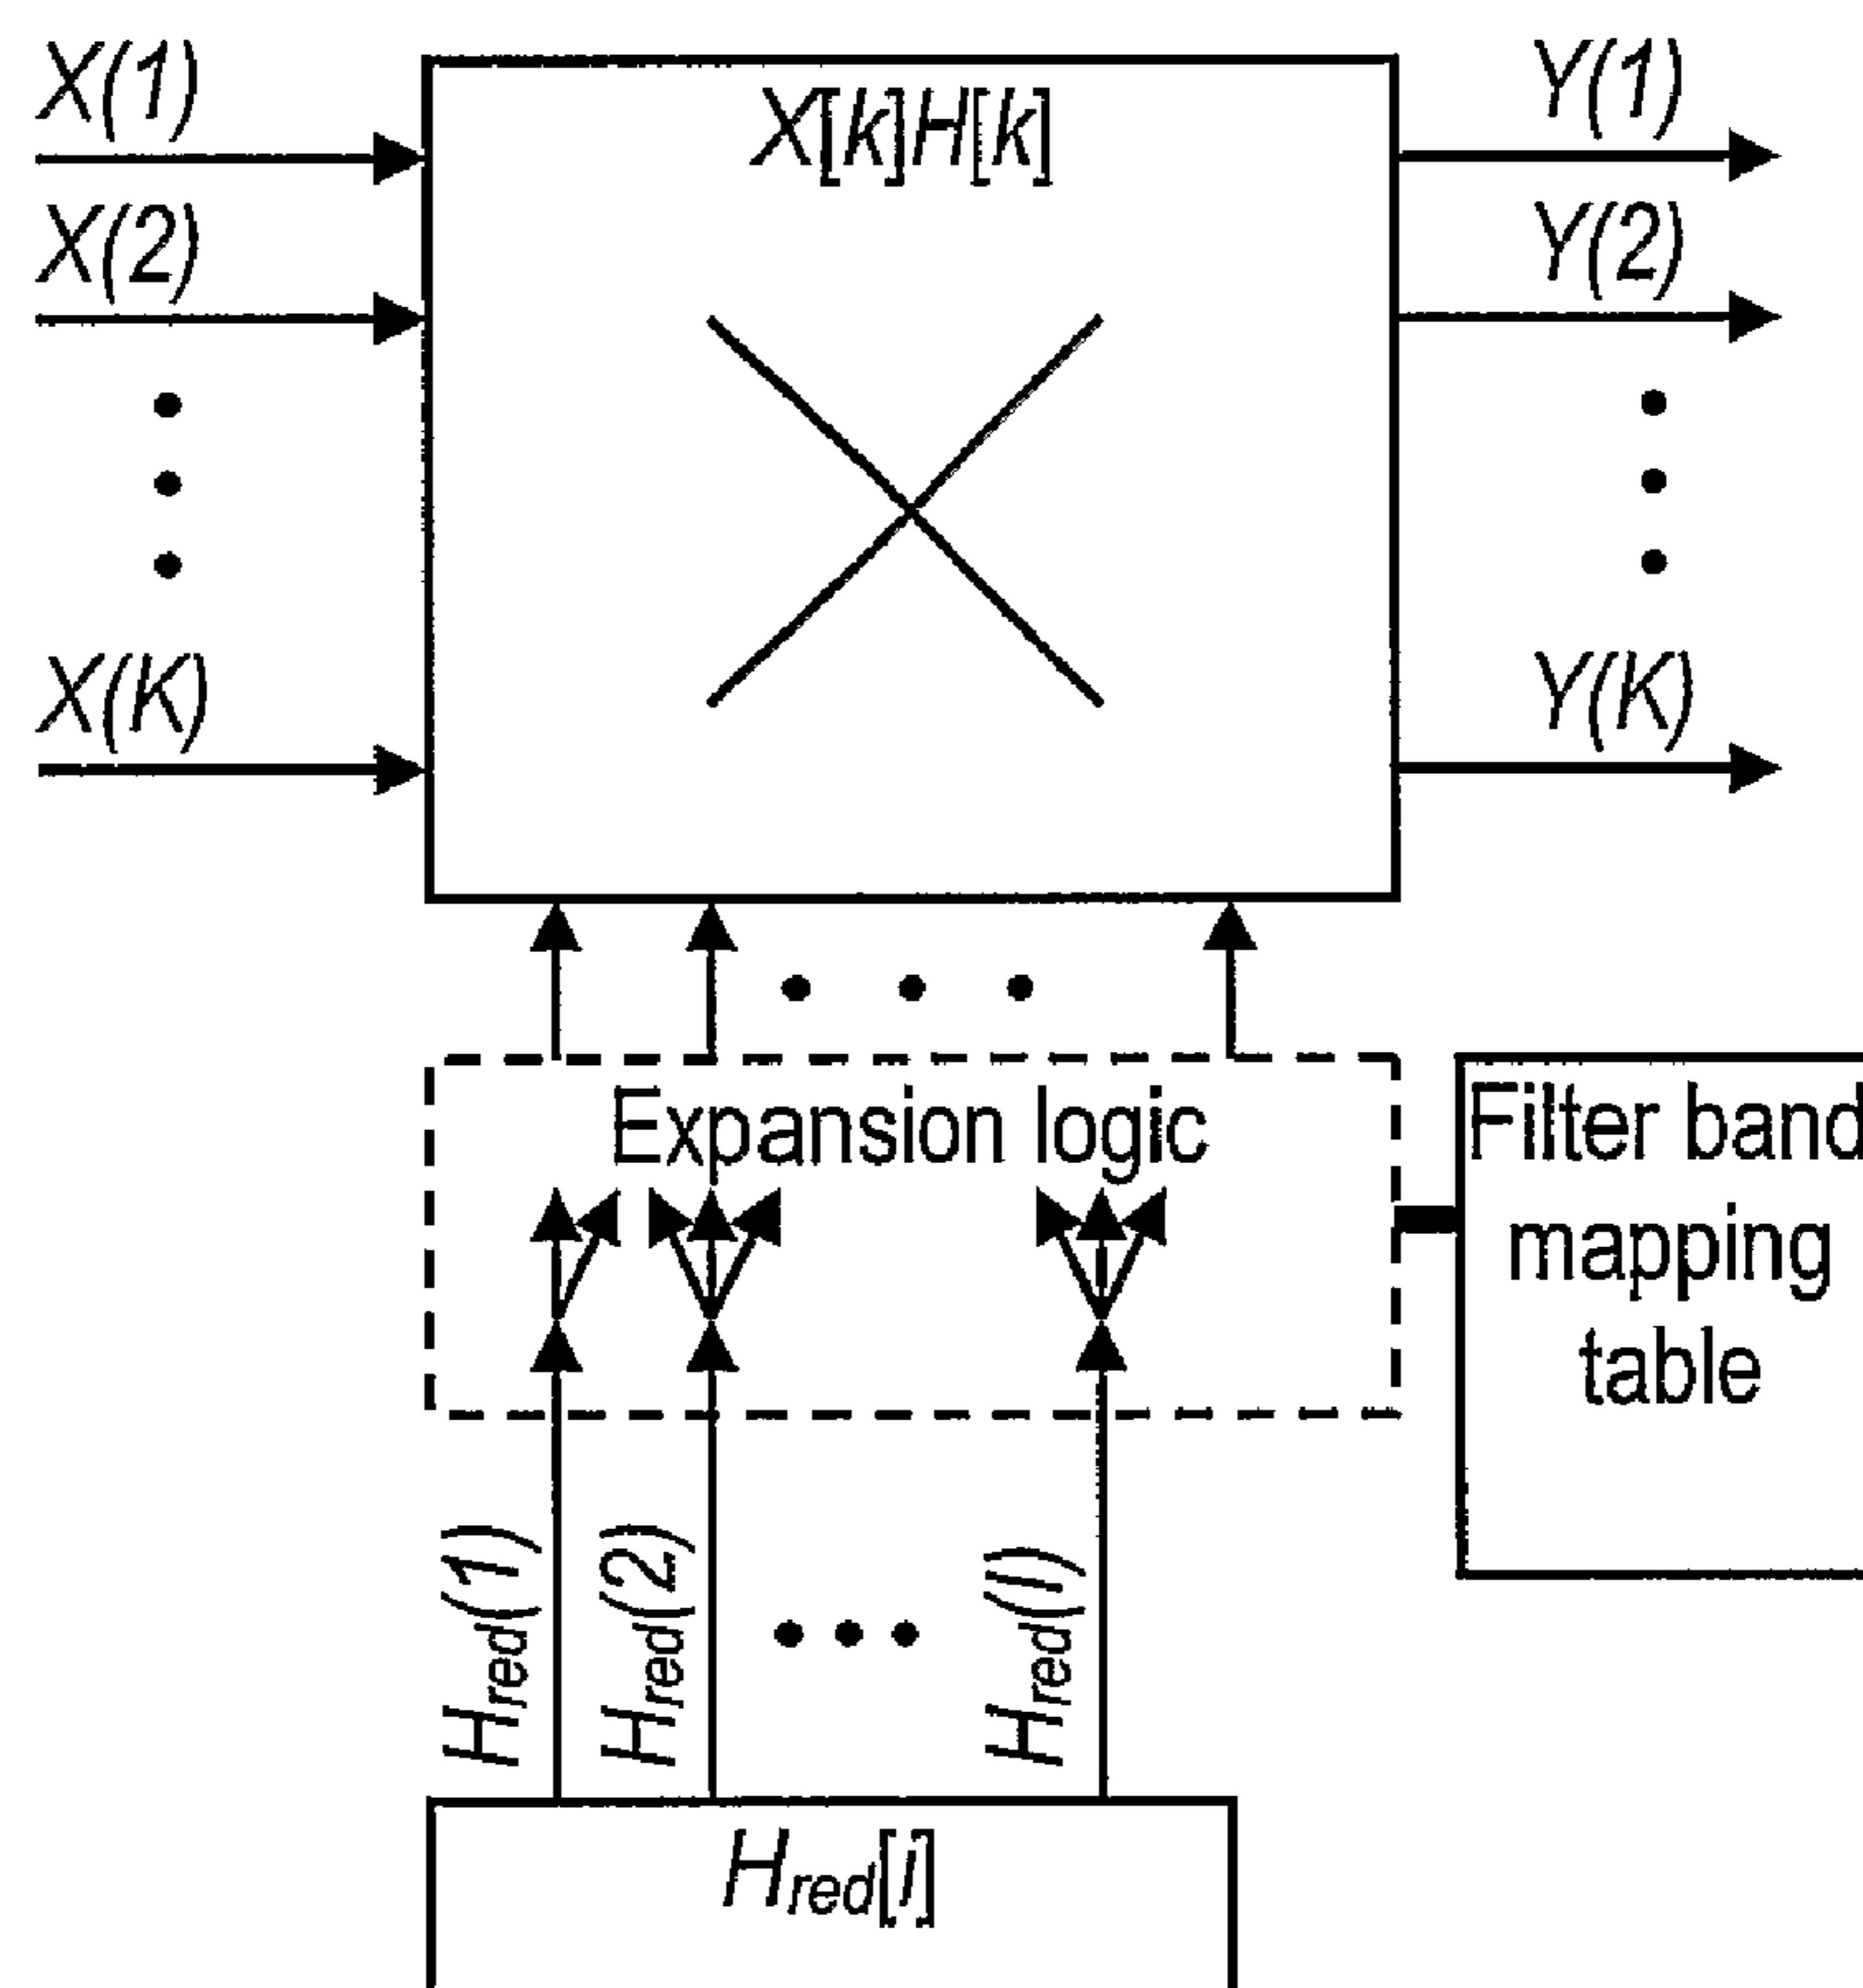 X(1)
X[k]H[k]
Y(1)
X(2)
Y(2)
X(K)
Y(K)
Expansion logic
Filter band
mapping
table
Hred(1)
Hred(2)
Hred(I)
Hred[i]